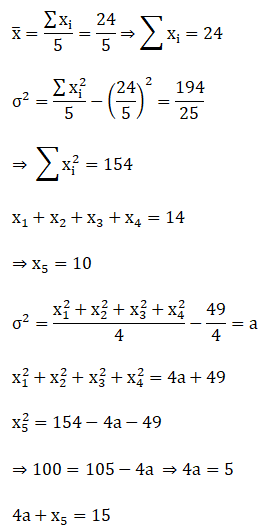 x̄ = ∑xᵢ/5 = 24/5 ⇒ ∑xᵢ = 24
σ² = ∑xᵢ²/5 − (24/5)² = 194/25
⇒ ∑xᵢ² = 154
x₁ + x₂ + x₃ + x₄ = 14
⇒ x₅ = 10
σ² = (x₁² + x₂² + x₃² + x₄²)/4 − 49/4 = a
x₁² + x₂² + x₃² + x₄² = 4a + 49
x₅² = 154 − 4a − 49
⇒ 100 = 105 − 4a ⇒ 4a = 5
4a + x₅ = 15